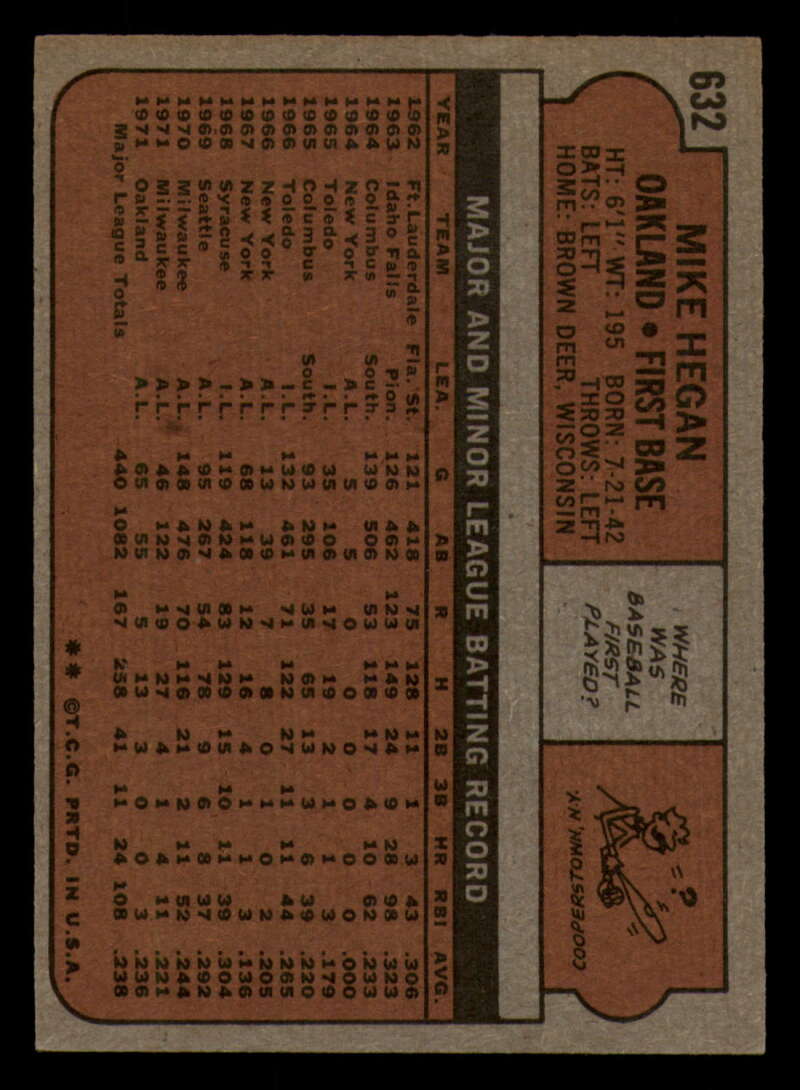 632
MIKE HEGAN
OAKLAND • FIRST BASE
HT: 6'1" WT: 195 BORN: 7-21-42
BATS: LEFT THROWS: LEFT
HOME: BROWN DEER, WISCONSIN
WHERE
WAS
BASEBALL
FIRST
PLAYED?
=?
COOPERSTOWN, N.Y.
MAJOR AND MINOR LEAGUE BATTING RECORD
YEAR TEAM LEA. G AB R H 2B 3B HR RBI AVG.
1962 Ft. Lauderdale Fla. St. 121 418 75 128 11 1 3 43 .306
1963 Idaho Falls Pion. 126 462 123 149 24 9 28 98 .323
1964 Columbus South. 139 506 53 118 17 4 10 62 .233
1964 New York A.L. 5 5 0 0 0 0 0 0 .000
1965 Toledo I.L. 35 106 17 19 2 1 1 3 .179
1965 Columbus South. 93 295 35 65 13 3 6 39 .220
1966 Toledo I.L. 132 461 71 122 27 11 11 44 .265
1966 New York A.L. 13 39 7 8 0 1 0 2 .205
1967 New York A.L. 68 118 12 16 4 1 1 3 .136
1968 Syracuse I.L. 119 424 83 129 15 10 11 39 .304
1969 Seattle A.L. 95 267 54 78 9 6 8 37 .292
1970 Milwaukee A.L. 148 476 70 116 21 2 11 52 .244
1971 Milwaukee A.L. 46 122 19 27 4 1 4 11 .221
1971 Oakland A.L. 65 55 5 13 3 0 0 3 .236
Major League Totals 440 1082 167 258 41 11 24 108 .238
** ©T.C.G. PRTD. IN U.S.A.